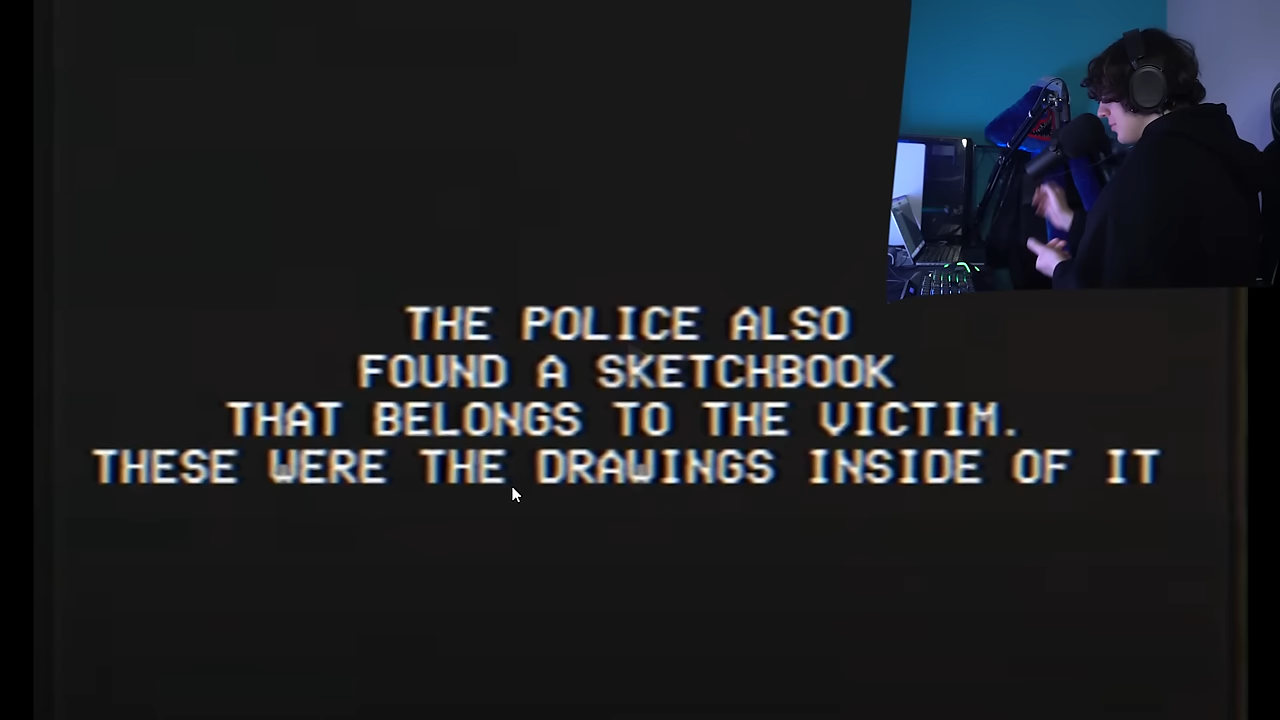 THE POLICE ALSO
FOUND A SKETCHBOOK
THAT BELONGS TO THE VICTIM.
THESE WERE THE DRAWINGS INSIDE OF IT